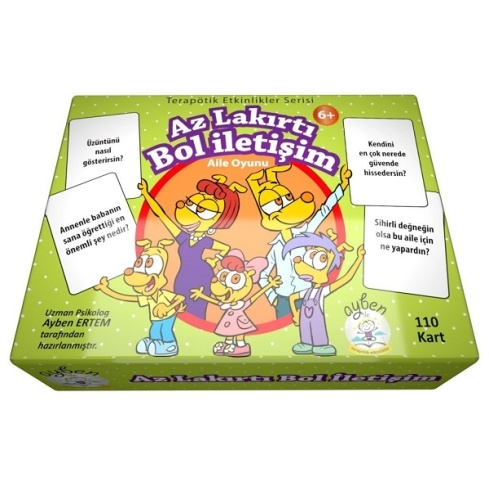 Terapötik Etkinlikler Serisi
Az Lakırtı
6+
Bol iletişim
Aile Oyunu
Üzüntünü
nasıl
gösterirsin?
Kendini
en çok nerede
güvende
hissedersin?
Annenle babanın
sana öğrettiği en
önemli şey nedir?
Sihirli değneğin
olsa bu aile için
ne yapardın?
Uzman Psikolog
Ayben ERTEM
tarafından
hazırlanmıştır.
ayben
ile
110
Kart
ayben
Az Lakırtı Bol iletişim